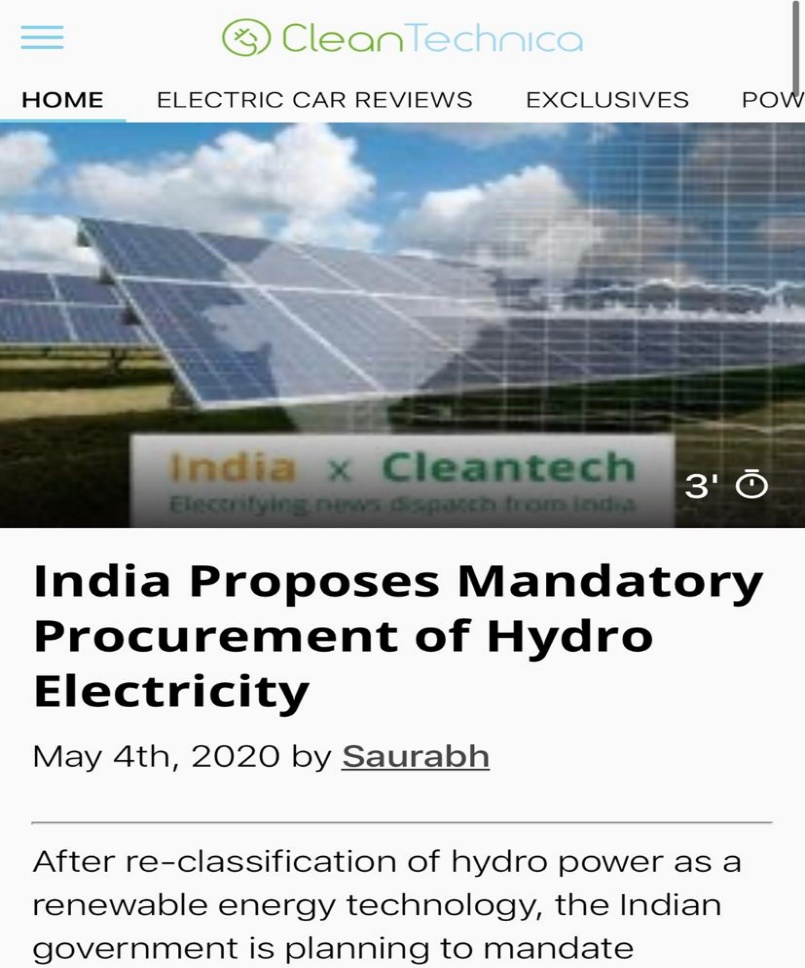 CleanTechnica
HOME ELECTRIC CAR REVIEWS EXCLUSIVES POW
India x Cleantech
Electrifying news dispatch from India
3'
India Proposes Mandatory
Procurement of Hydro
Electricity
May 4th, 2020 by Saurabh
After re-classification of hydro power as a
renewable energy technology, the Indian
government is planning to mandate